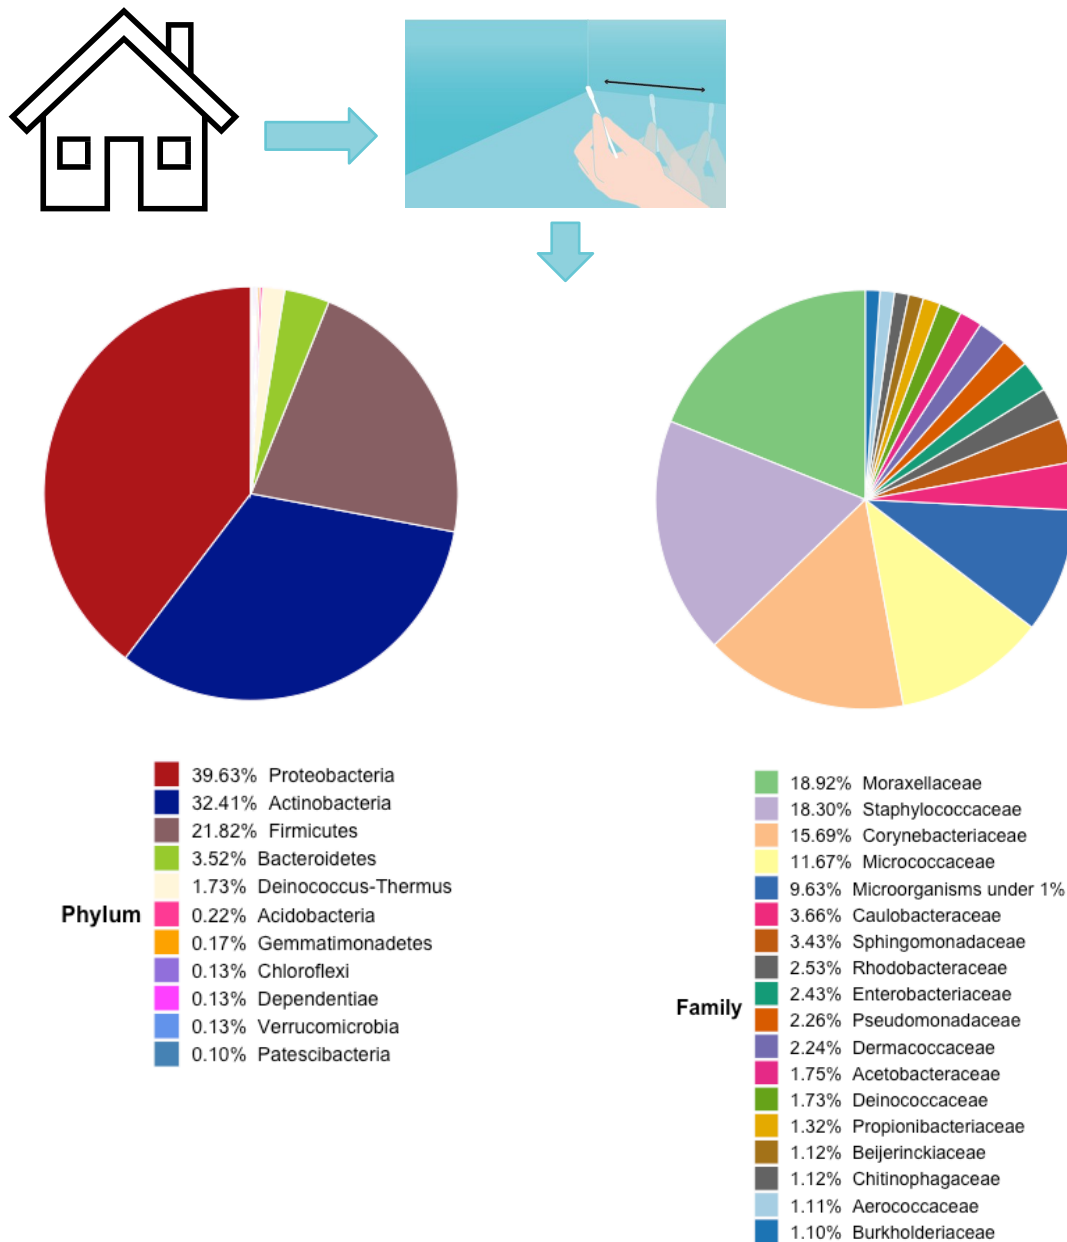 39.63% Proteobacteria
32.41% Actinobacteria
21.82% Firmicutes
3.52% Bacteroidetes
1.73% Deinococcus-Thermus
Phylum
0.22% Acidobacteria
0.17% Gemmatimonadetes
0.13% Chloroflexi
0.13% Dependentiae
0.13% Verrucomicrobia
0.10% Patescibacteria
18.92% Moraxellaceae
18.30% Staphylococcaceae
15.69% Corynebacteriaceae
11.67% Micrococcaceae
9.63% Microorganisms under 1%
3.66% Caulobacteraceae
3.43% Sphingomonadaceae
2.53% Rhodobacteraceae
2.43% Enterobacteriaceae
Family
2.26% Pseudomonadaceae
2.24% Dermacoccaceae
1.75% Acetobacteraceae
1.73% Deinococcaceae
1.32% Propionibacteriaceae
1.12% Beijerinckiaceae
1.12% Chitinophagaceae
1.11% Aerococcaceae
1.10% Burkholderiaceae